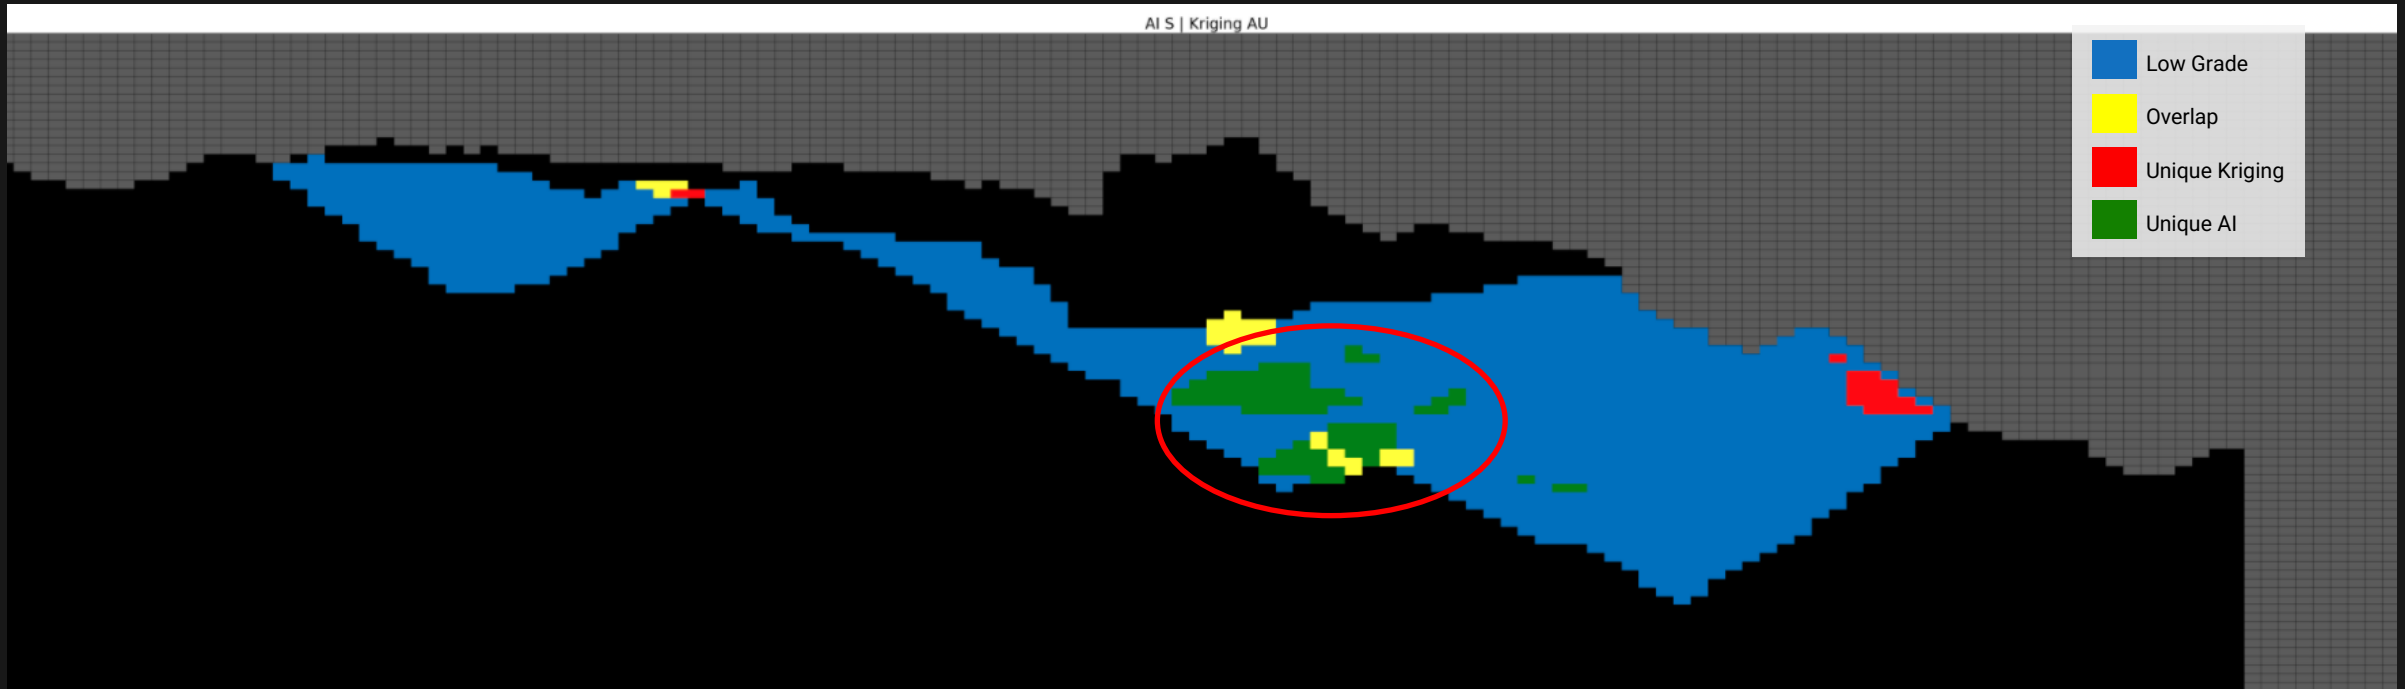 AI S | Kriging AU
Low Grade
Overlap
Unique Kriging
Unique AI